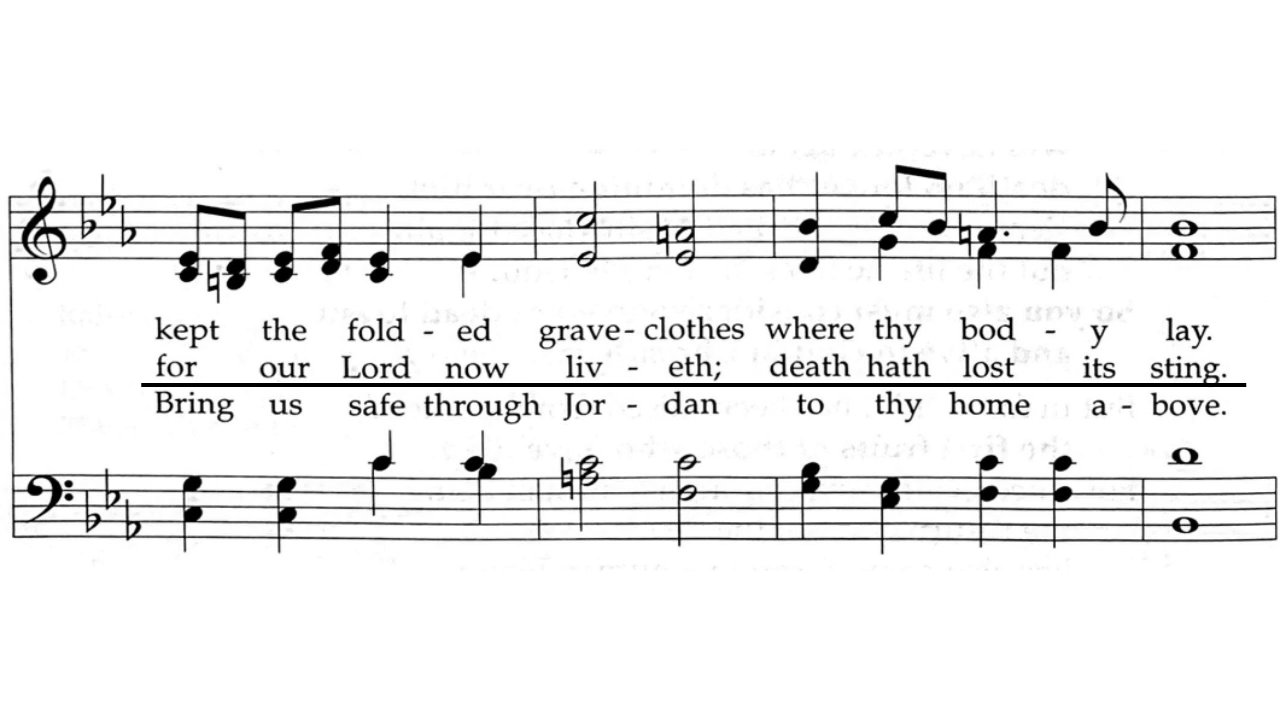 kept the fold - ed grave - clothes where thy bod - y lay.
for our Lord now liv - eth; death hath lost its sting.
Bring us safe through Jor - dan to thy home a - bove.